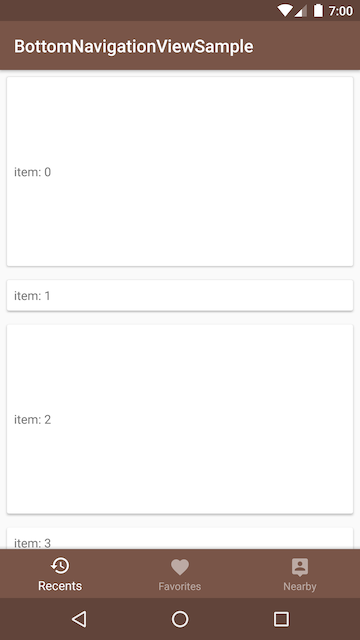 7:00
BottomNavigationViewSample
item: 0
item: 1
item: 2
item: 3
Recents
Favorites
Nearby